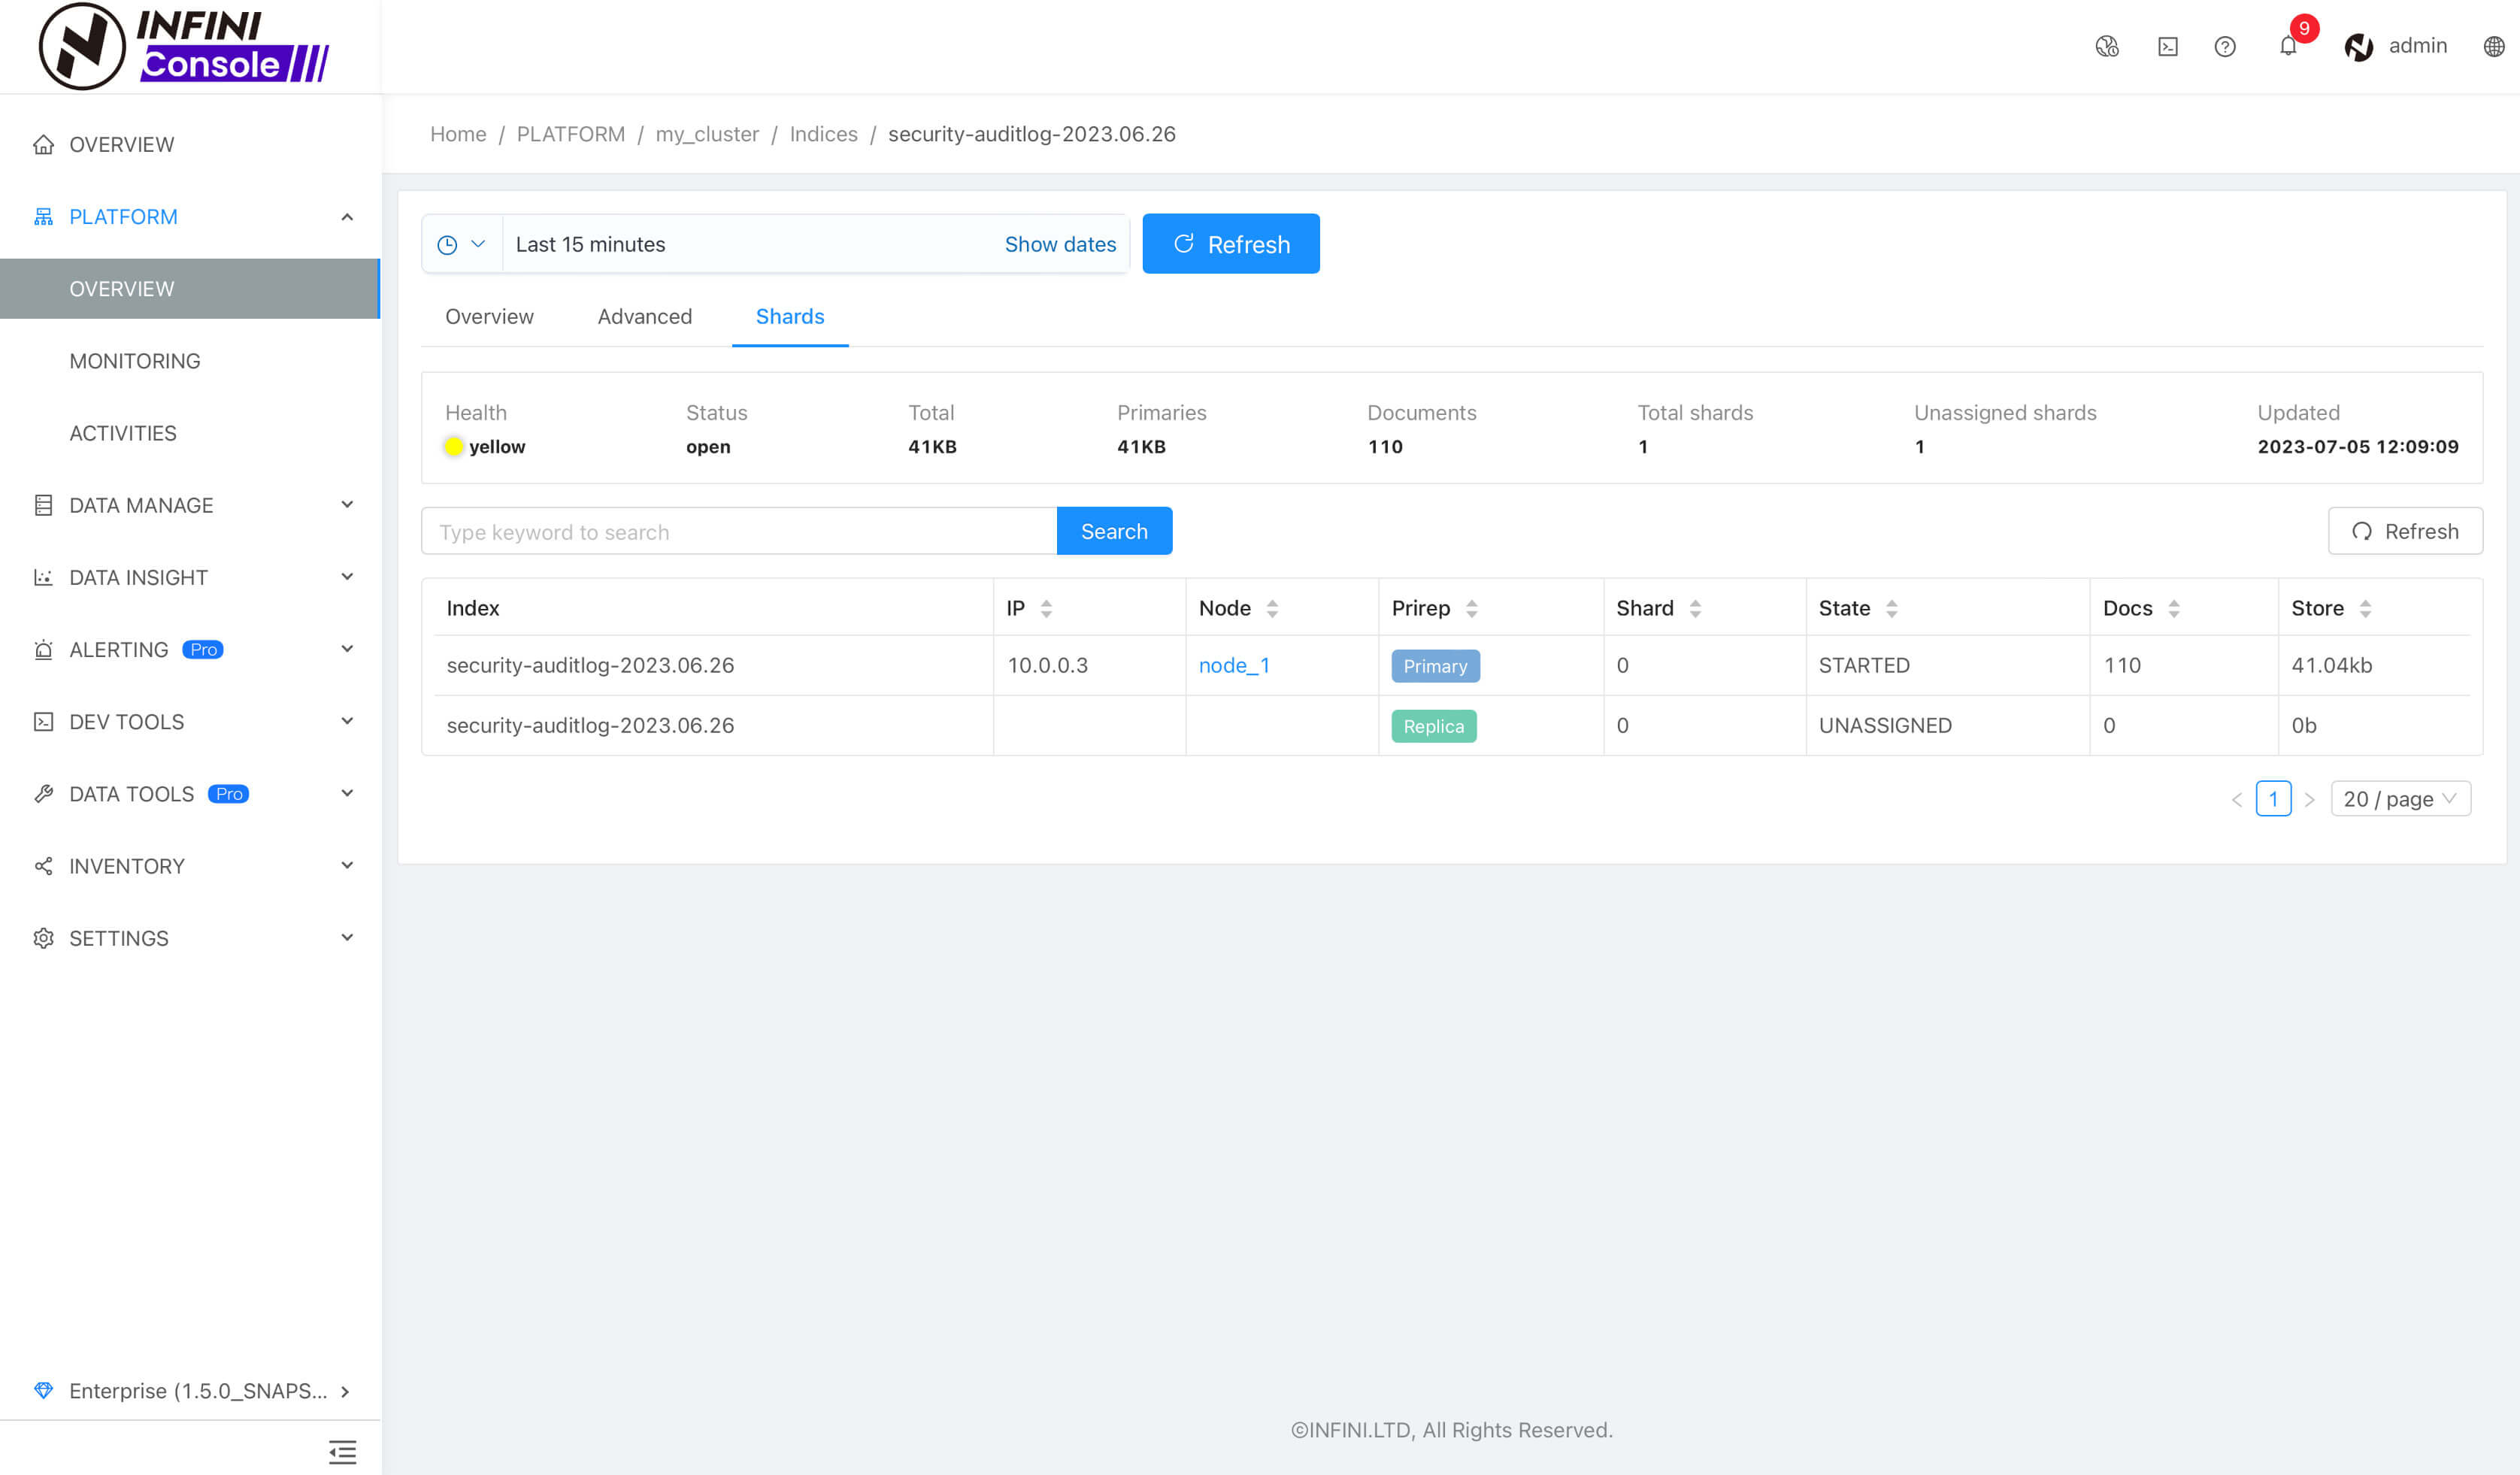 INFINI
Console
9
admin
OVERVIEW
PLATFORM
OVERVIEW
MONITORING
ACTIVITIES
DATA MANAGE
DATA INSIGHT
ALERTING Pro
DEV TOOLS
DATA TOOLS Pro
INVENTORY
SETTINGS
Enterprise (1.5.0_SNAPS...
Home / PLATFORM / my_cluster / Indices / security-auditlog-2023.06.26
Last 15 minutes Show dates Refresh
Overview Advanced Shards
Health Status Total Primaries Documents Total shards Unassigned shards Updated
yellow open 41KB 41KB 110 1 1 2023-07-05 12:09:09
Type keyword to search Search Refresh
Index IP Node Prirep Shard State Docs Store
security-auditlog-2023.06.26 10.0.0.3 node_1 Primary 0 STARTED 110 41.04kb
security-auditlog-2023.06.26 Replica 0 UNASSIGNED 0 0b
< 1 > 20 / page
©INFINI.LTD, All Rights Reserved.